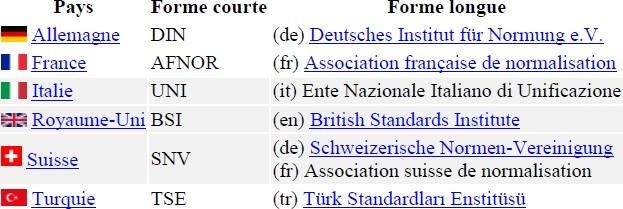 Pays Forme courte Forme longue
Allemagne DIN (de) Deutsches Institut für Normung e.V.
France AFNOR (fr) Association française de normalisation
Italie UNI (it) Ente Nazionale Italiano di Unificazione
Royaume-Uni BSI (en) British Standards Institute
Suisse SNV (de) Schweizerische Normen-Vereinigung
(fr) Association suisse de normalisation
Turquie TSE (tr) Türk Standardları Enstitüsü